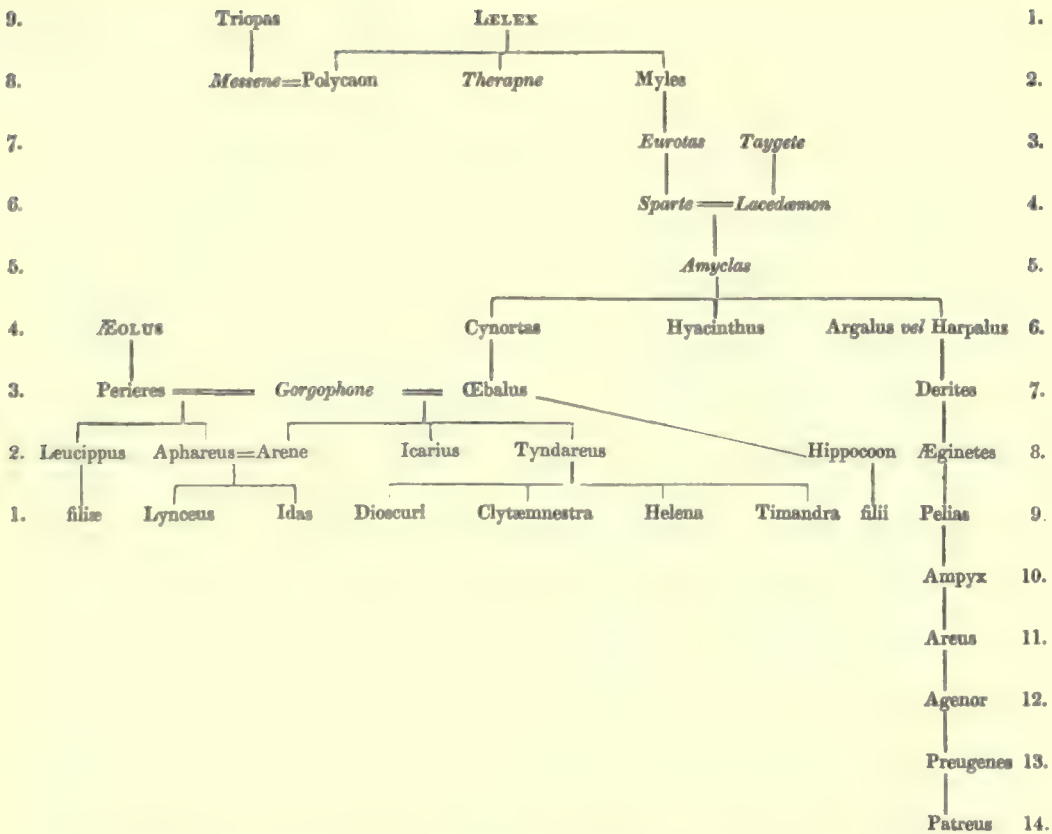 9. Triopas LELEX 1.
8. Messene=Polycaon Therapne Myles 2.
7. Eurotas Taygete 3.
6. Sparte = Lacedæmon 4.
5. Amyclas 5.
4. ÆOLUS Cynortas Hyacinthus Argalus vel Harpalus 6.
3. Perieres = Gorgophone = Œbalus Derites 7.
2. Leucippus Aphareus=Arene Icarius Tyndareus Hippocoon Æginetes 8.
1. filiæ Lynceus Idas Dioscuri Clytæmnestra Helena Timandra filii Pelias 9.
Ampyx 10.
Areus 11.
Agenor 12.
Preugenes 13.
Patreus 14.